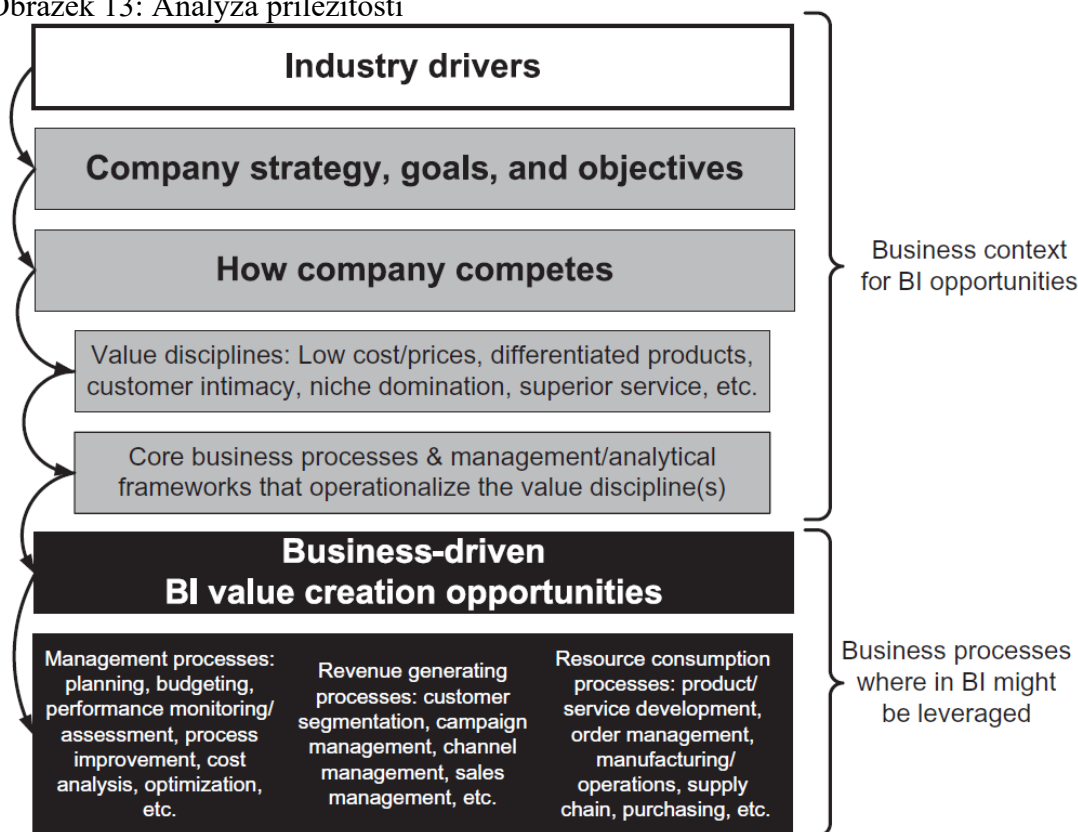 Obrázek 13: Analýza příležitostí
Industry drivers
Company strategy, goals, and objectives
How company competes
Value disciplines: Low cost/prices, differentiated products,
customer intimacy, niche domination, superior service, etc.
Core business processes & management/analytical
frameworks that operationalize the value discipline(s)
Business context
for BI opportunities
Business-driven
BI value creation opportunities
Management processes:
planning, budgeting,
performance monitoring/
assessment, process
improvement, cost
analysis, optimization,
etc.
Revenue generating
processes: customer
segmentation, campaign
management, channel
management, sales
management, etc.
Resource consumption
processes: product/
service development,
order management,
manufacturing/
operations, supply
chain, purchasing, etc.
Business processes
where in BI might
be leveraged